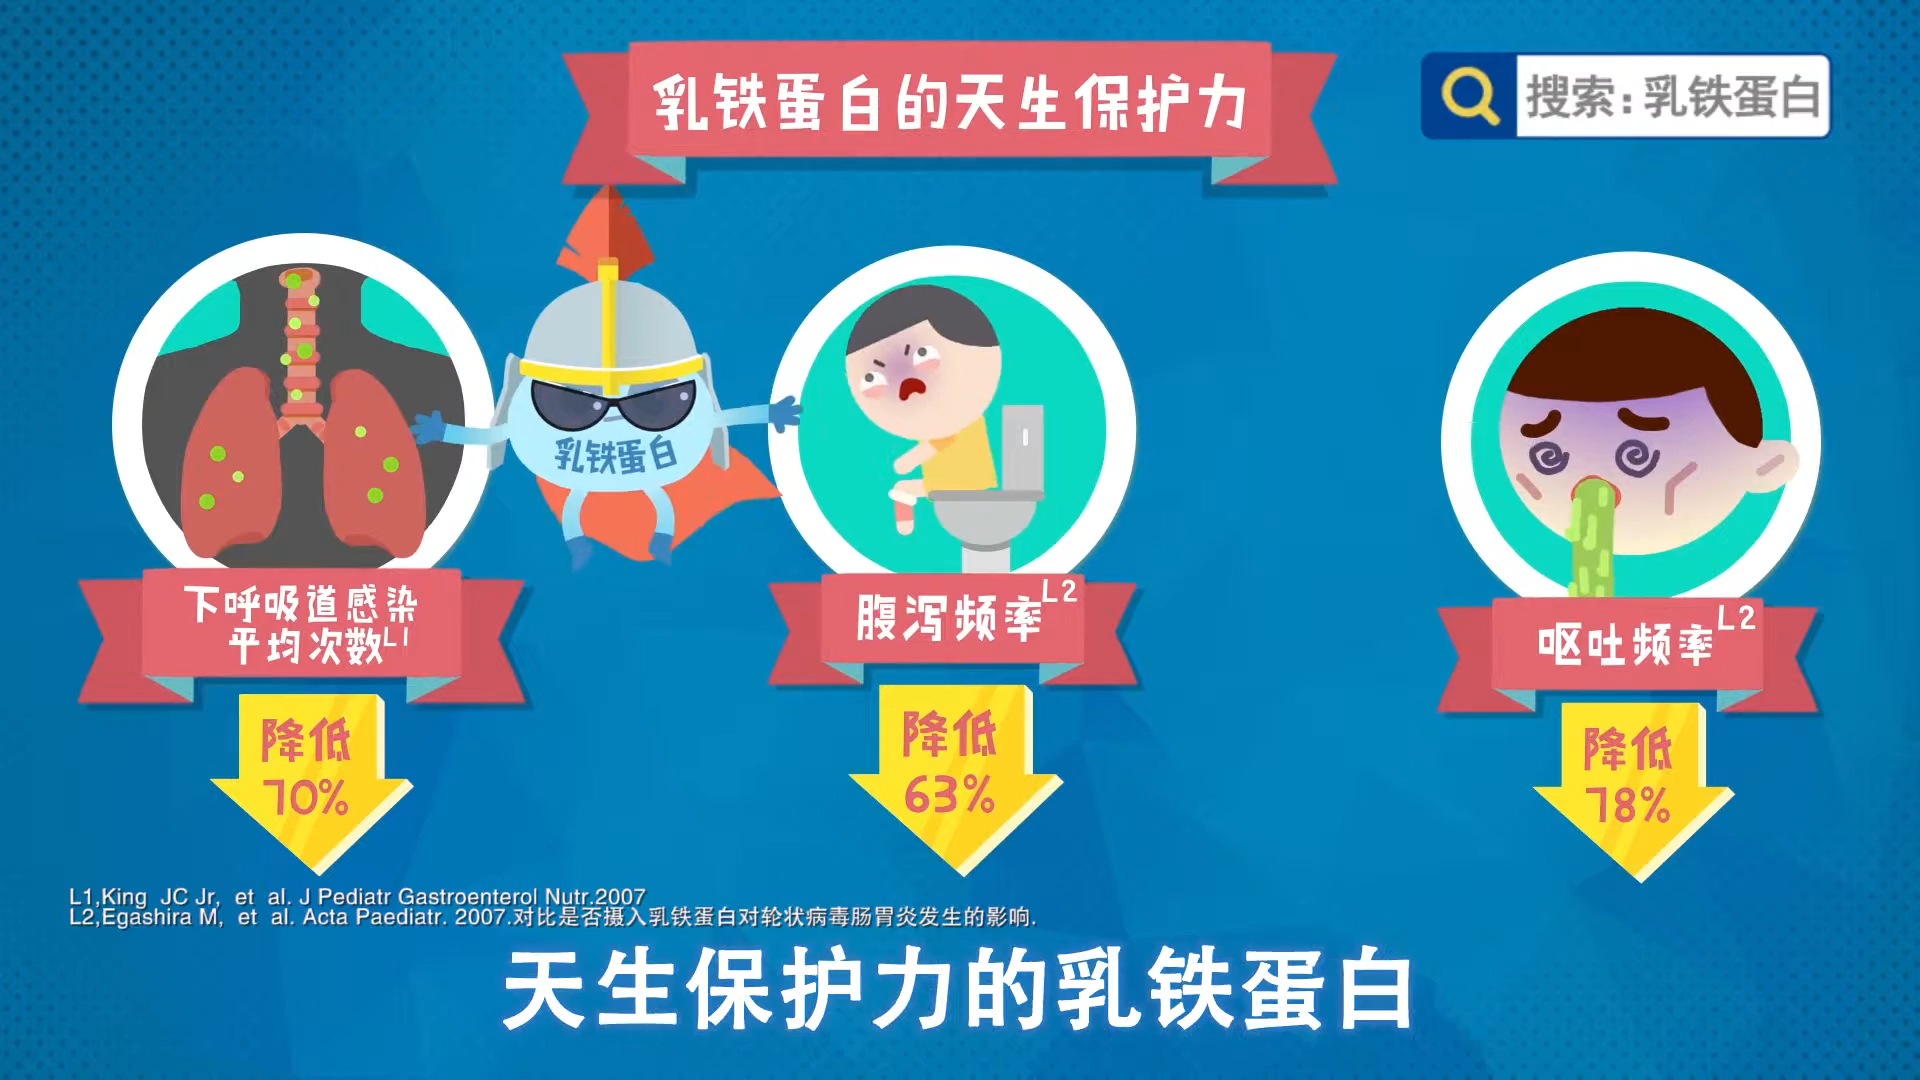 乳铁蛋白的天生保护力
搜索:乳铁蛋白
乳铁蛋白
下呼吸道感染
平均次数L1
降低
70%
腹泻频率L2
降低
63%
呕吐频率L2
降低
78%
L1,King JC Jr, et al. J Pediatr Gastroenterol Nutr.2007
L2,Egashira M, et al. Acta Paediatr. 2007.对比是否摄入乳铁蛋白对轮状病毒肠胃炎发生的影响.
天生保护力的乳铁蛋白